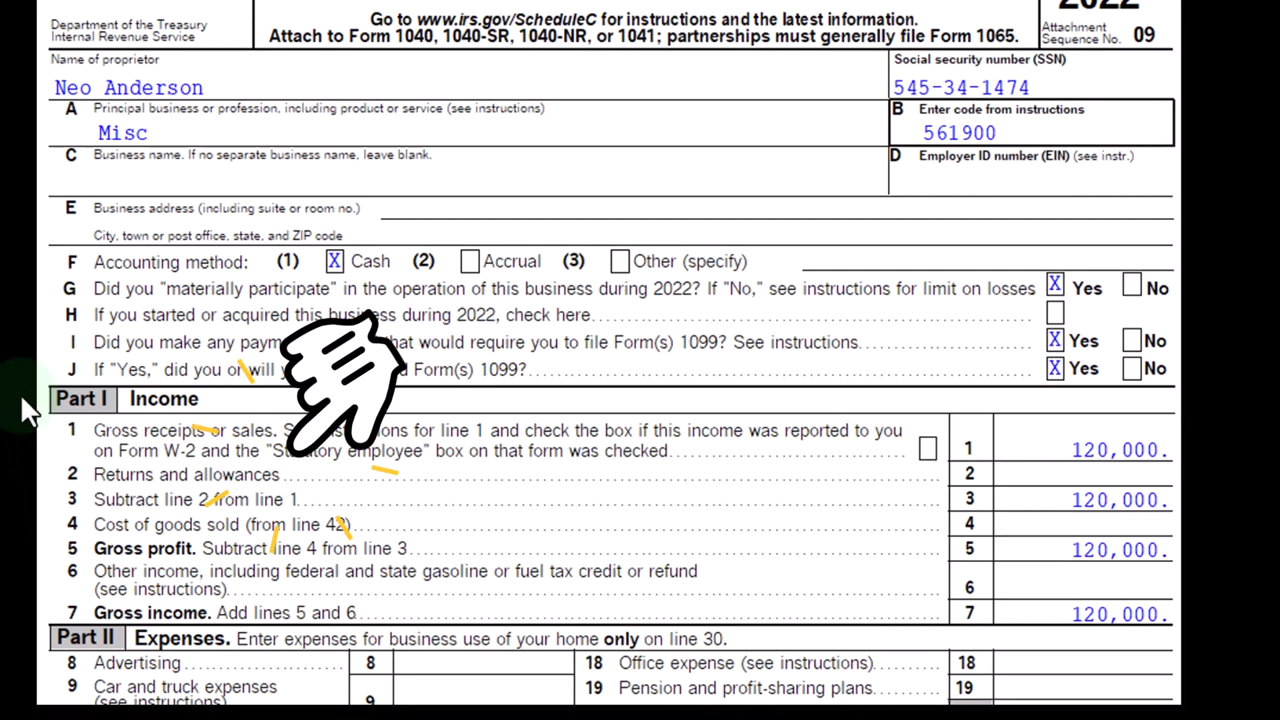 2022
Department of the Treasury
Internal Revenue Service
Go to www.irs.gov/ScheduleC for instructions and the latest information.
Attach to Form 1040, 1040-SR, 1040-NR, or 1041; partnerships must generally file Form 1065.
Attachment
Sequence No. 09
Name of proprietor
Social security number (SSN)
Neo Anderson
545-34-1474
A Principal business or profession, including product or service (see instructions)
B Enter code from instructions
Misc
561900
C Business name. If no separate business name, leave blank.
D Employer ID number (EIN) (see instr.)
E Business address (including suite or room no.)
City, town or post office, state, and ZIP code
F Accounting method: (1) X Cash (2) Accrual (3) Other (specify)
G Did you "materially participate" in the operation of this business during 2022? If "No," see instructions for limit on losses X Yes No
H If you started or acquired this business during 2022, check here
I Did you make any that would require you to file Form(s) 1099? See instructions. X Yes No
J If "Yes," did you or will Form(s) 1099? X Yes No
Part I Income
1 Gross receipts or sales. for line 1 and check the box if this income was reported to you
on Form W-2 and the employee" box on that form was checked 1 120,000.
2 Returns and allowances 2
3 Subtract line 2 from line 1 3 120,000.
4 Cost of goods sold (from line 42) 4
5 Gross profit. Subtract line 4 from line 3 5 120,000.
6 Other income, including federal and state gasoline or fuel tax credit or refund
(see instructions) 6
7 Gross income. Add lines 5 and 6 7 120,000.
Part II Expenses. Enter expenses for business use of your home only on line 30.
8 Advertising 8
18 Office expense (see instructions) 18
9 Car and truck expenses
19 Pension and profit-sharing plans 19
(see instructions) 9